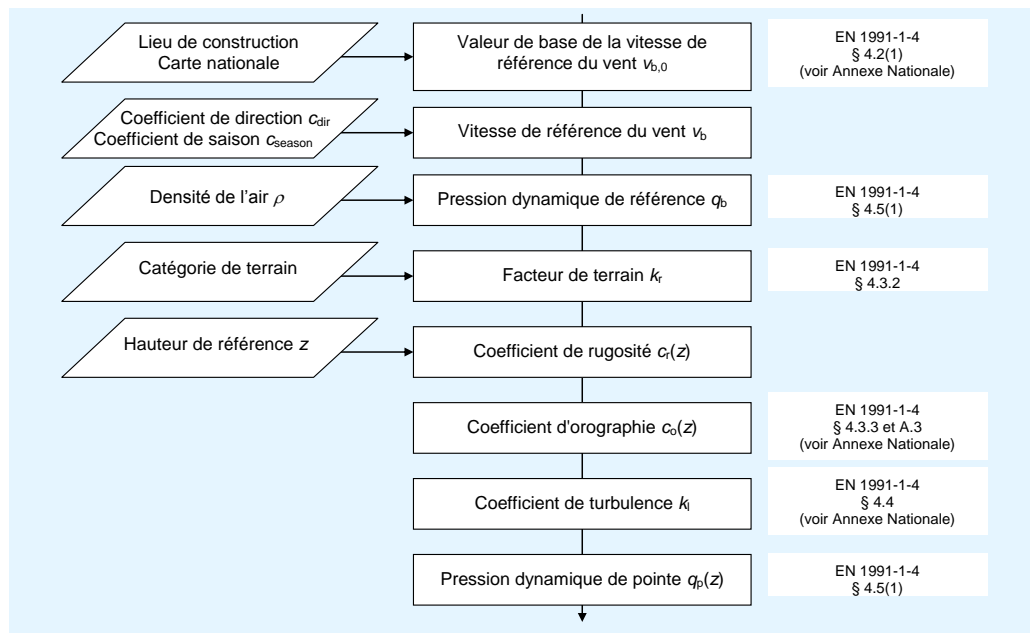 Lieu de construction
Carte nationale
Valeur de base de la vitesse de
référence du vent vb,0
EN 1991-1-4
§ 4.2(1)
(voir Annexe Nationale)
Coefficient de direction cdir
Coefficient de saison cseason
Vitesse de référence du vent vb
Densité de l'air ρ
Pression dynamique de référence qb
EN 1991-1-4
§ 4.5(1)
Catégorie de terrain
Facteur de terrain kr
EN 1991-1-4
§ 4.3.2
Hauteur de référence z
Coefficient de rugosité cr(z)
Coefficient d'orographie co(z)
EN 1991-1-4
§ 4.3.3 et A.3
(voir Annexe Nationale)
Coefficient de turbulence kl
EN 1991-1-4
§ 4.4
(voir Annexe Nationale)
Pression dynamique de pointe qp(z)
EN 1991-1-4
§ 4.5(1)